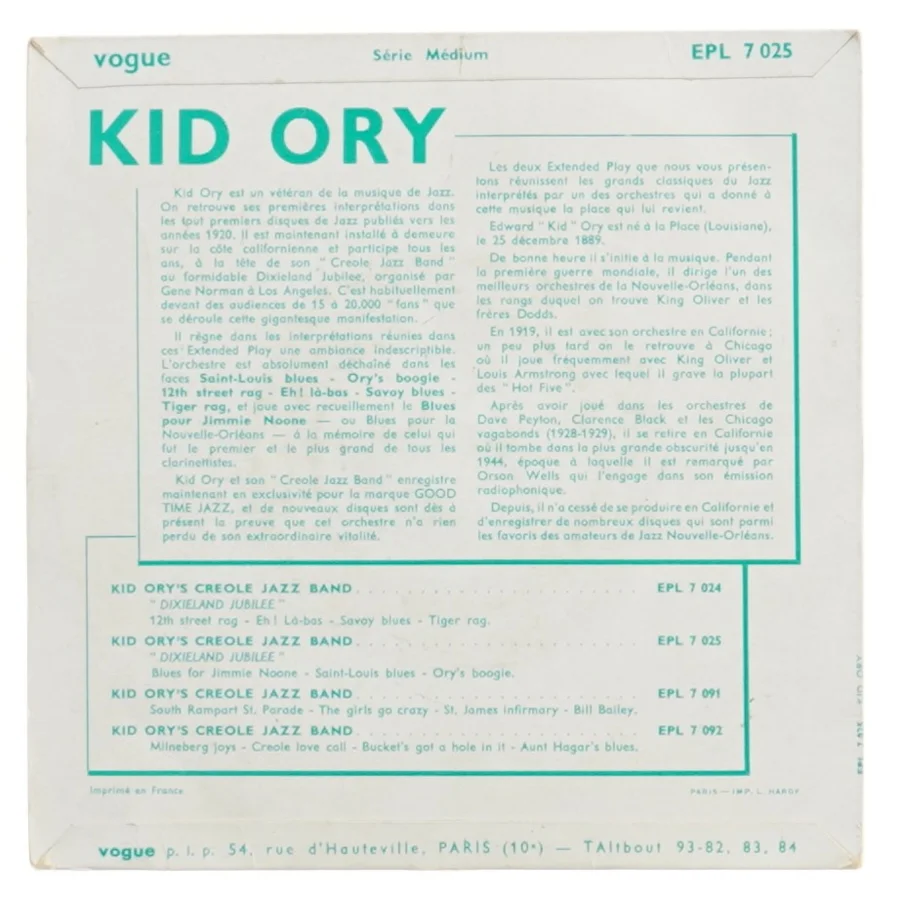 vogue
Série Médium
EPL 7 025
KID ORY
Kid Ory est un vétéran de la musique de Jazz.
On retrouve ses premières interprétations dans
les tout premiers disques de Jazz publiés vers les
années 1920. Il est maintenant installé à demeure
sur la côte californienne et participe tous les
ans, à la tête de son "Creole Jazz Band"
au formidable Dixieland Jubilee, organisé par
Gene Norman à Los Angeles. C'est habituellement
devant des audiences de 15 à 20.000 "fans" que
se déroule cette gigantesque manifestation.
Il règne dans les interprétations réunies dans
ces Extended Play une ambiance indescriptible.
L'orchestre est absolument déchaîné dans les
faces Saint-Louis blues - Ory's boogie -
12th street rag - Eh! là-bas - Savoy blues -
Tiger rag, et joue avec recueillement le Blues
pour Jimmie Noone — ou Blues pour la
Nouvelle-Orléans — à la mémoire de celui qui
fut le premier et le plus grand de tous les
clarinettistes.
Kid Ory et son "Creole Jazz Band" enregistre
maintenant en exclusivité pour la marque GOOD
TIME JAZZ, et de nouveaux disques sont dès à
présent la preuve que cet orchestre n'a rien
perdu de son extraordinaire vitalité.
Les deux Extended Play que nous vous présen-
tons réunissent les grands classiques du Jazz
interprétés par un des orchestres qui a donné à
cette musique la place qui lui revient.
Edward "Kid" Ory est né à la Place (Louisiane),
le 25 décembre 1889.
De bonne heure il s'initie à la musique. Pendant
la première guerre mondiale, il dirige l'un des
meilleurs orchestres de la Nouvelle-Orléans, dans
les rangs duquel on trouve King Oliver et les
frères Dodds.
En 1919, il est avec son orchestre en Californie ;
un peu plus tard on le retrouve à Chicago
où il joue fréquemment avec King Oliver et
Louis Armstrong avec lequel il grave la plupart
des "Hot Five".
Après avoir joué dans les orchestres de
Dave Peyton, Clarence Black et les Chicago
vagabonds (1928-1929), il se retire en Californie
où il tombe dans la plus grande obscurité jusqu'en
1944, époque à laquelle il est remarqué par
Orson Wells qui l'engage dans son émission
radiophonique.
Depuis, il n'a cessé de se produire en Californie et
d'enregistrer de nombreux disques qui sont parmi
les favoris des amateurs de Jazz Nouvelle-Orléans.
KID ORY'S CREOLE JAZZ BAND . . . . . . . . . . EPL 7 024
"DIXIELAND JUBILEE"
12th street rag - Eh! Là-bas - Savoy blues - Tiger rag.
KID ORY'S CREOLE JAZZ BAND . . . . . . . . . . EPL 7 025
"DIXIELAND JUBILEE"
Blues for Jimmie Noone - Saint-Louis blues - Ory's boogie.
KID ORY'S CREOLE JAZZ BAND . . . . . . . . . . EPL 7 091
South Rampart St. Parade - The girls go crazy - St. James infirmary - Bill Bailey.
KID ORY'S CREOLE JAZZ BAND . . . . . . . . . . EPL 7 092
Milneberg joys - Creole love call - Bucket's got a hole in it - Aunt Hagar's blues.
EPL 7 025 KID ORY
Imprimé en France
PARIS — IMP. L. HARDY
vogue p. i. p. 54, rue d'Hauteville, PARIS (10e) — TAItbout 93-82, 83, 84